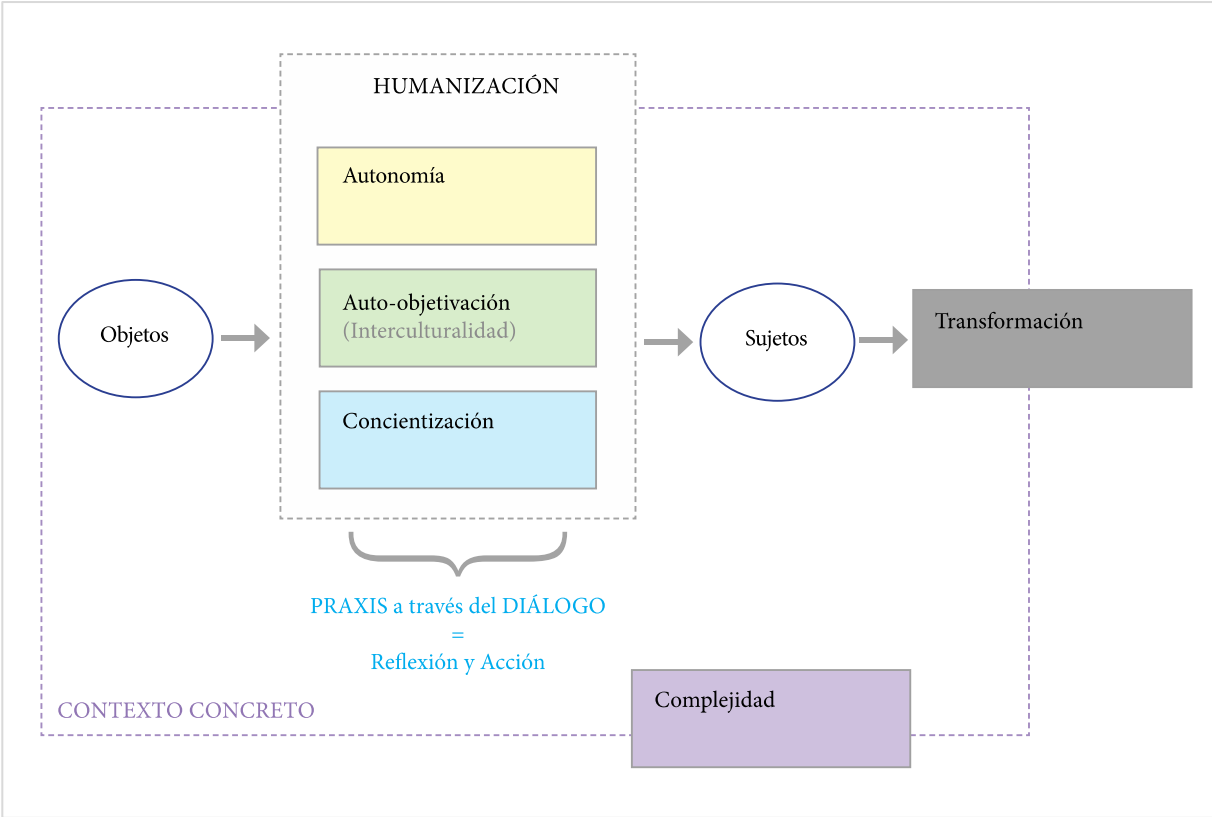 HUMANIZACIÓN
Autonomía
Auto-objetivación
(Interculturalidad)
Concientización
Objetos
Sujetos
Transformación
PRAXIS a través del DIÁLOGO
=
Reflexión y Acción
CONTEXTO CONCRETO
Complejidad